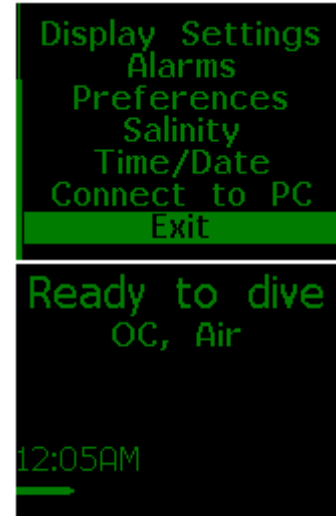 Display Settings
Alarms
Preferences
Salinity
Time/Date
Connect to PC
Exit
Ready to dive
OC, Air
12:05AM